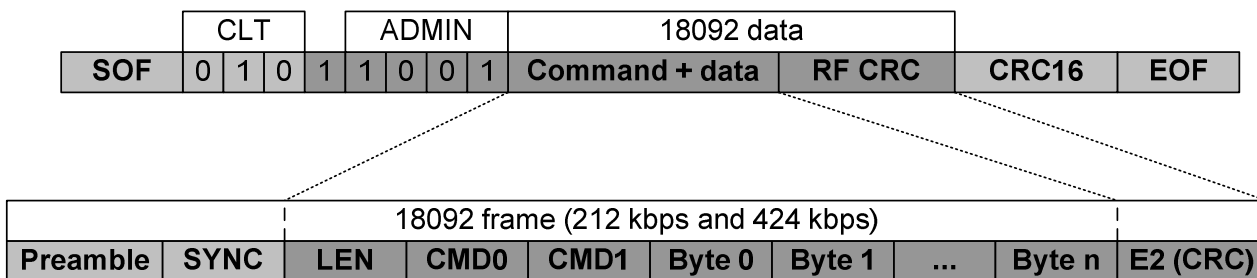 CLT ADMIN 18092 data
SOF 0 1 0 1 1 0 0 1 Command + data RF CRC CRC16 EOF
18092 frame (212 kbps and 424 kbps)
Preamble SYNC LEN CMD0 CMD1 Byte 0 Byte 1 ... Byte n E2 (CRC)